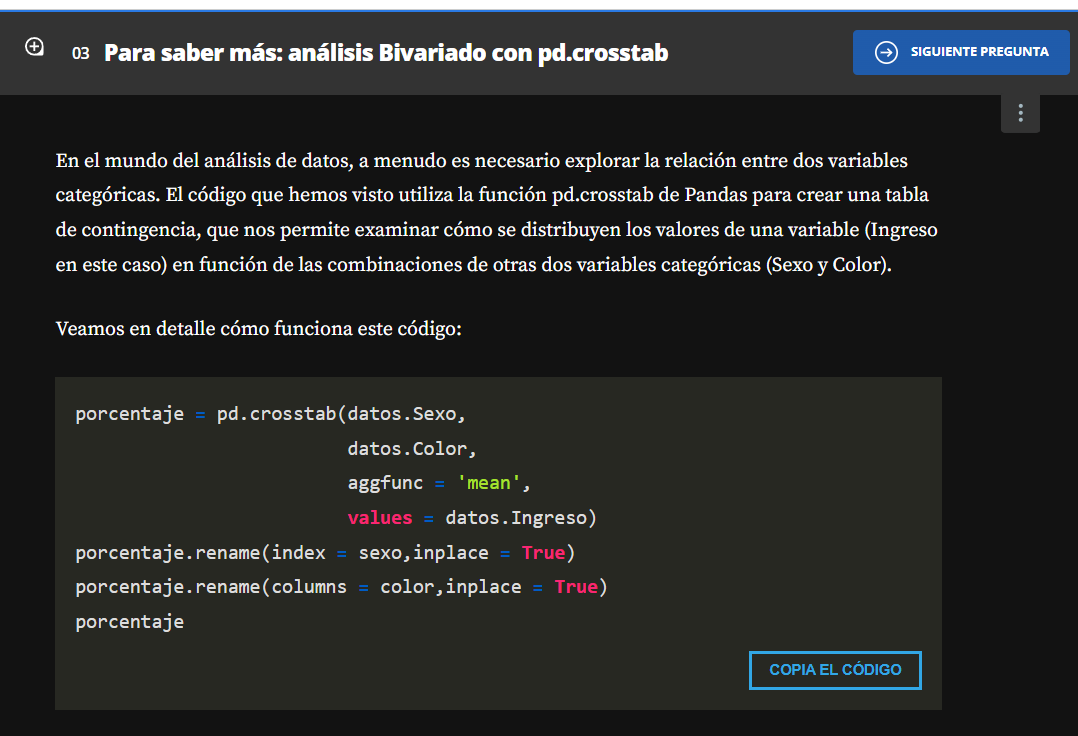 03 Para saber más: análisis Bivariado con pd.crosstab
SIGUIENTE PREGUNTA
En el mundo del análisis de datos, a menudo es necesario explorar la relación entre dos variables
categóricas. El código que hemos visto utiliza la función pd.crosstab de Pandas para crear una tabla
de contingencia, que nos permite examinar cómo se distribuyen los valores de una variable (Ingreso
en este caso) en función de las combinaciones de otras dos variables categóricas (Sexo y Color).
Veamos en detalle cómo funciona este código:
porcentaje = pd.crosstab(datos.Sexo,
datos.Color,
aggfunc = 'mean',
values = datos.Ingreso)
porcentaje.rename(index = sexo,inplace = True)
porcentaje.rename(columns = color,inplace = True)
porcentaje
COPIA EL CÓDIGO